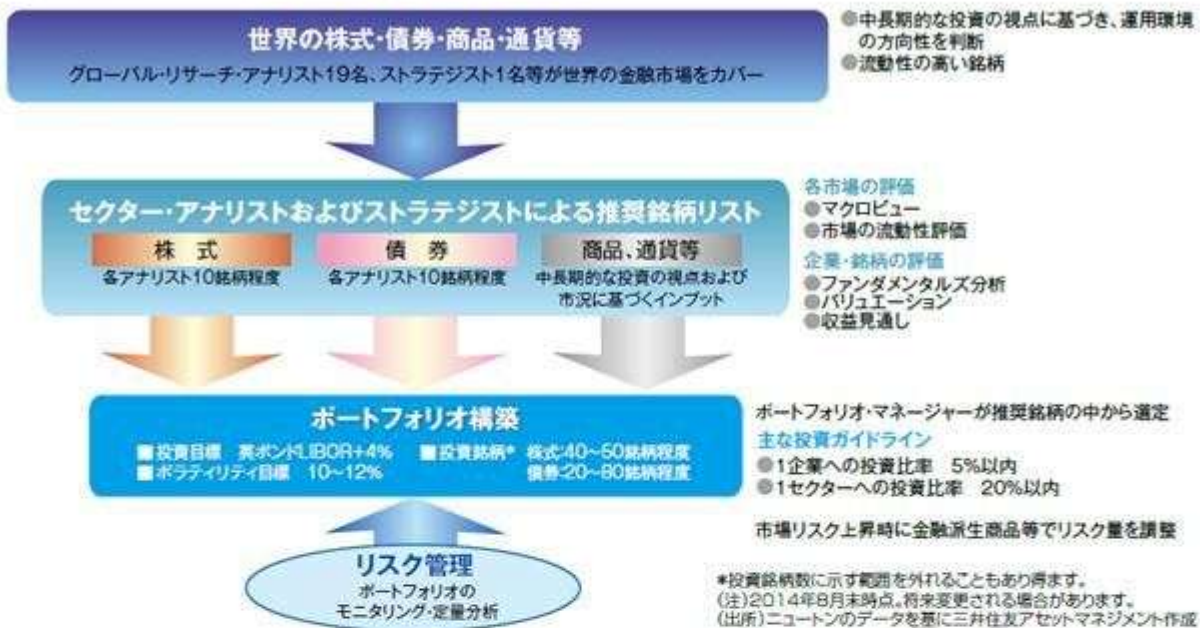 世界の株式・債券・商品・通貨等
グローバル・リサーチ・アナリスト19名、ストラテジスト1名等が世界の金融市場をカバー
●中長期的な投資の視点に基づき、運用環境
の方向性を判断
●流動性の高い銘柄
セクター・アナリストおよびストラテジストによる推奨銘柄リスト
株 式
各アナリスト10銘柄程度
債 券
各アナリスト10銘柄程度
商品、通貨等
中長期的な投資の視点および
市況に基づくインプット
各市場の評価
●マクロビュー
●市場の流動性評価
企業・銘柄の評価
●ファンダメンタルズ分析
●バリュエーション
●収益見通し
ポートフォリオ構築
■投資目標 英ポンドLIBOR+4%
■ボラティリティ目標 10~12%
■投資銘柄* 株式:40~60銘柄程度
債券:20~80銘柄程度
ポートフォリオ・マネージャーが推奨銘柄の中から選定
主な投資ガイドライン
●1企業への投資比率 5%以内
●1セクターへの投資比率 20%以内
市場リスク上昇時に金融派生商品等でリスク量を調整
リスク管理
ポートフォリオの
モニタリング・定量分析
*投資銘柄数に示す範囲を外れることもあり得ます。
(注)2014年8月末時点。将来変更される場合があります。
(出所)ニュートンのデータを基に三井住友アセットマネジメント作成